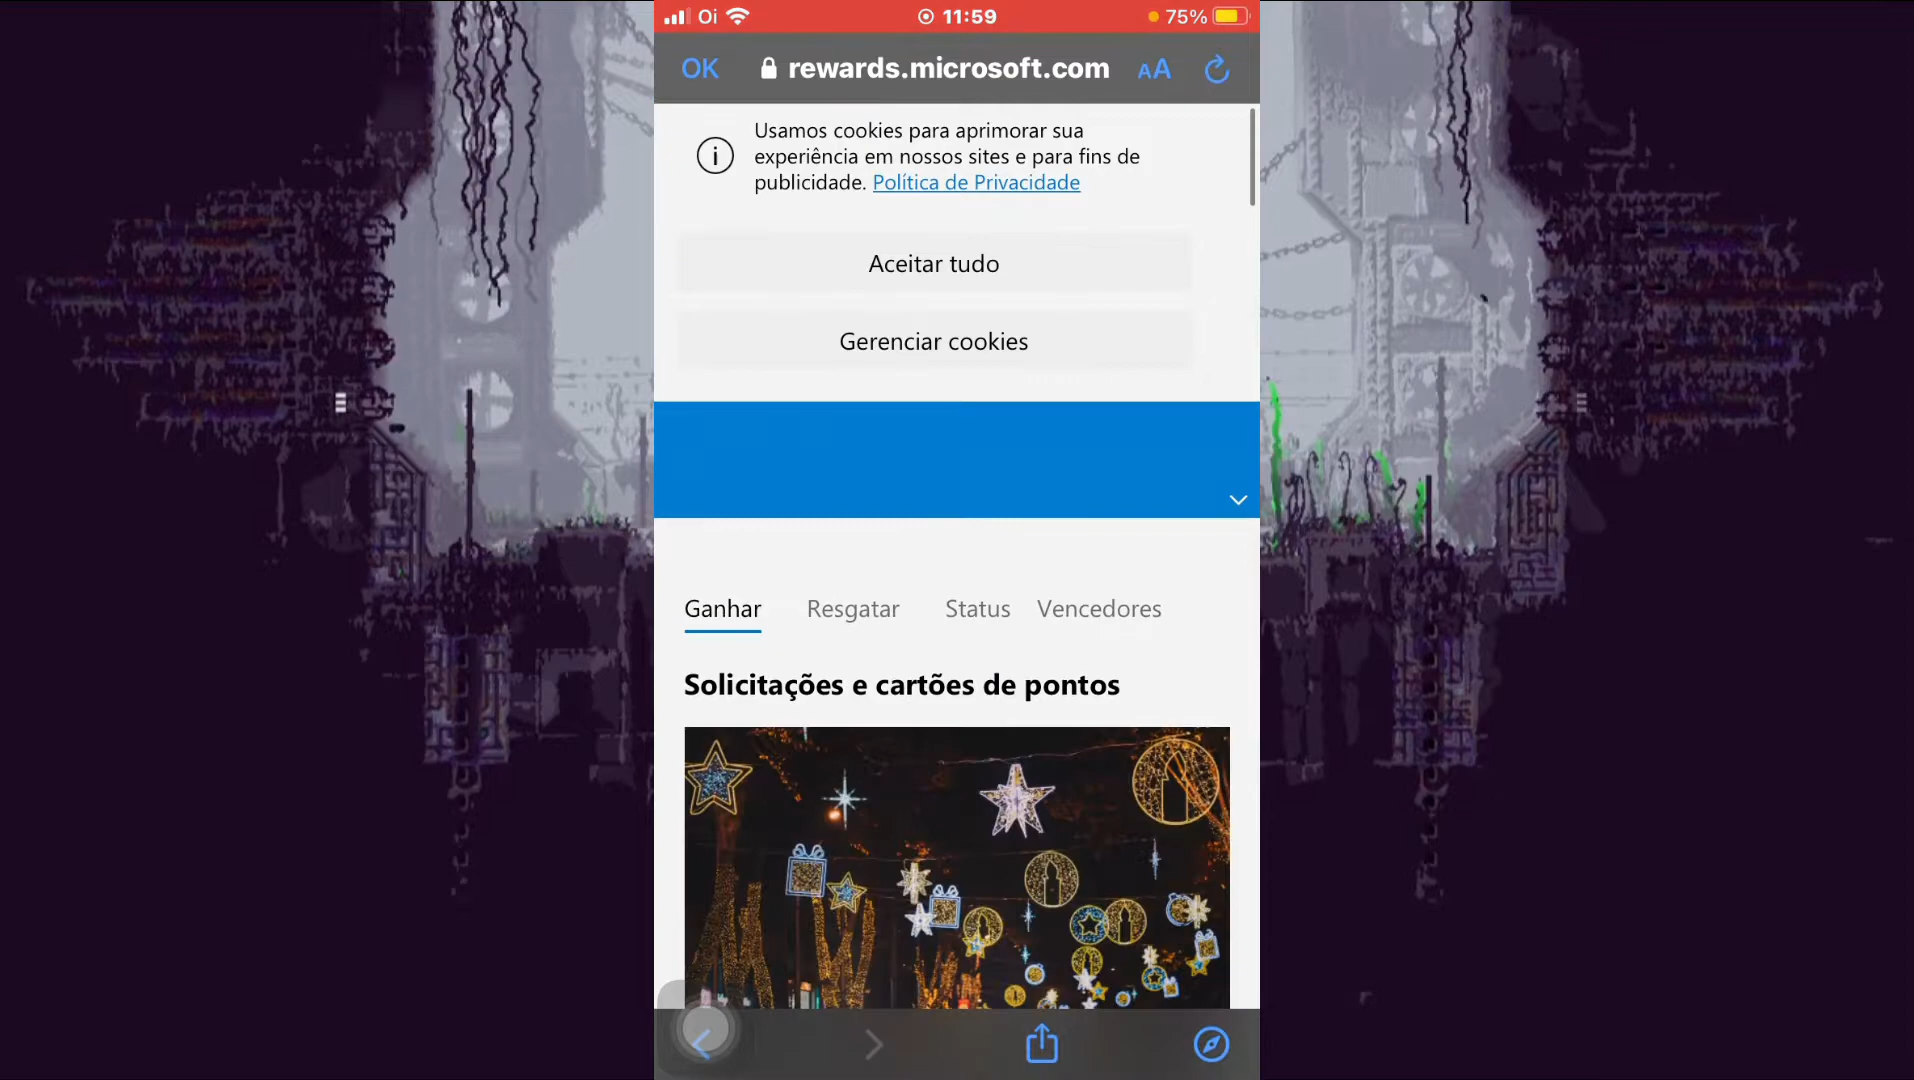 Oi 11:59 75%
OK rewards.microsoft.com AA
Usamos cookies para aprimorar sua
experiência em nossos sites e para fins de
publicidade. Política de Privacidade
Aceitar tudo
Gerenciar cookies
Ganhar Resgatar Status Vencedores
Solicitações e cartões de pontos